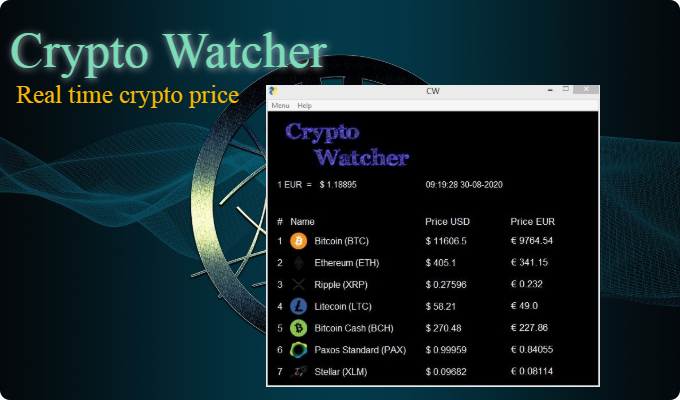 Crypto Watcher
Real time crypto price
CW
Menu Help
Crypto
Watcher
1 EUR = $ 1.18895 09:19:28 30-08-2020
# Name Price USD Price EUR
1 Bitcoin (BTC) $ 11606.5 € 9764.54
2 Ethereum (ETH) $ 405.1 € 341.15
3 Ripple (XRP) $ 0.27596 € 0.232
4 Litecoin (LTC) $ 58.21 € 49.0
5 Bitcoin Cash (BCH) $ 270.48 € 227.86
6 Paxos Standard (PAX) $ 0.99959 € 0.84055
7 Stellar (XLM) $ 0.09682 € 0.08114